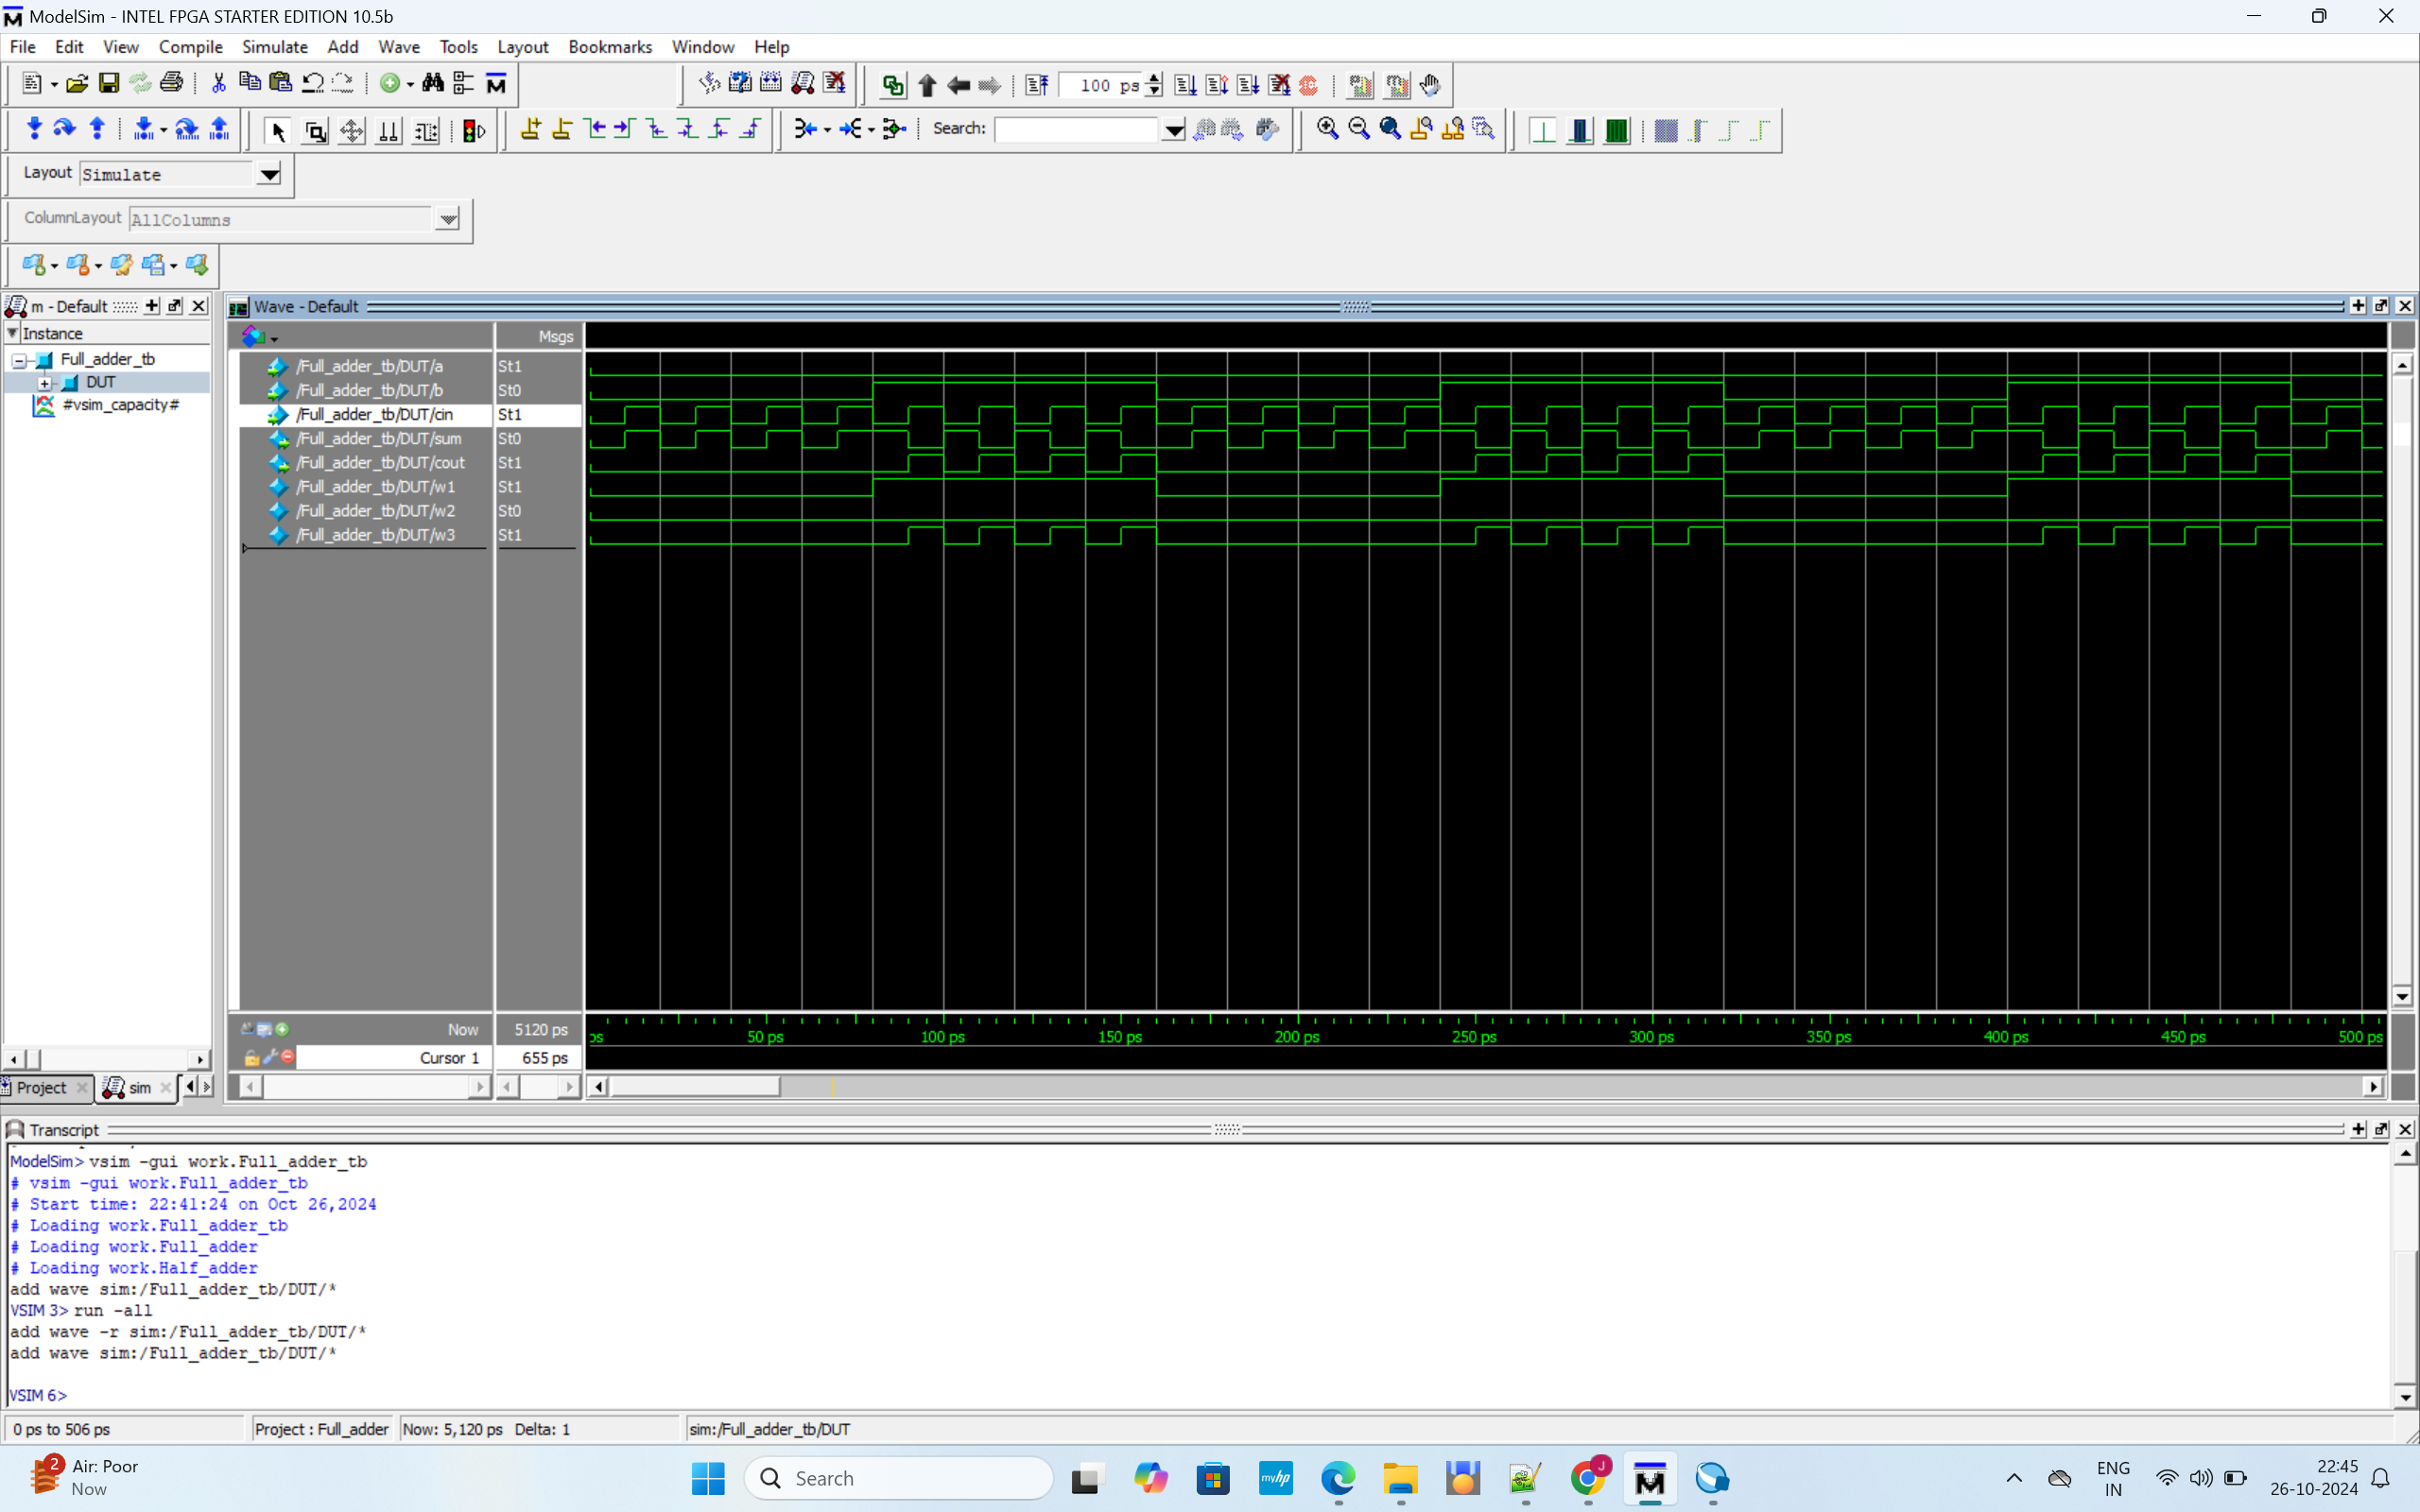 ModelSim - INTEL FPGA STARTER EDITION 10.5b
File Edit View Compile Simulate Add Wave Tools Layout Bookmarks Window Help
100 ps
Search:
Layout Simulate
ColumnLayout AllColumns
m - Default
Instance
Full_adder_tb
DUT
#vsim_capacity#
Wave - Default
Msgs
/Full_adder_tb/DUT/a St1
/Full_adder_tb/DUT/b St0
/Full_adder_tb/DUT/cin St1
/Full_adder_tb/DUT/sum St0
/Full_adder_tb/DUT/cout St1
/Full_adder_tb/DUT/w1 St1
/Full_adder_tb/DUT/w2 St0
/Full_adder_tb/DUT/w3 St1
Now 5120 ps
ps 50 ps 100 ps 150 ps 200 ps 250 ps 300 ps 350 ps 400 ps 450 ps 500 ps
Cursor 1 655 ps
Project sim
Transcript
ModelSim> vsim -gui work.Full_adder_tb
# vsim -gui work.Full_adder_tb
# Start time: 22:41:24 on Oct 26,2024
# Loading work.Full_adder_tb
# Loading work.Full_adder
# Loading work.Half_adder
add wave sim:/Full_adder_tb/DUT/*
VSIM 3> run -all
add wave -r sim:/Full_adder_tb/DUT/*
add wave sim:/Full_adder_tb/DUT/*
VSIM 6>
0 ps to 506 ps Project : Full_adder Now: 5,120 ps Delta: 1 sim:/Full_adder_tb/DUT
2
Air: Poor
Now
Search
myhp
J
M
ENG
IN
22:45
26-10-2024